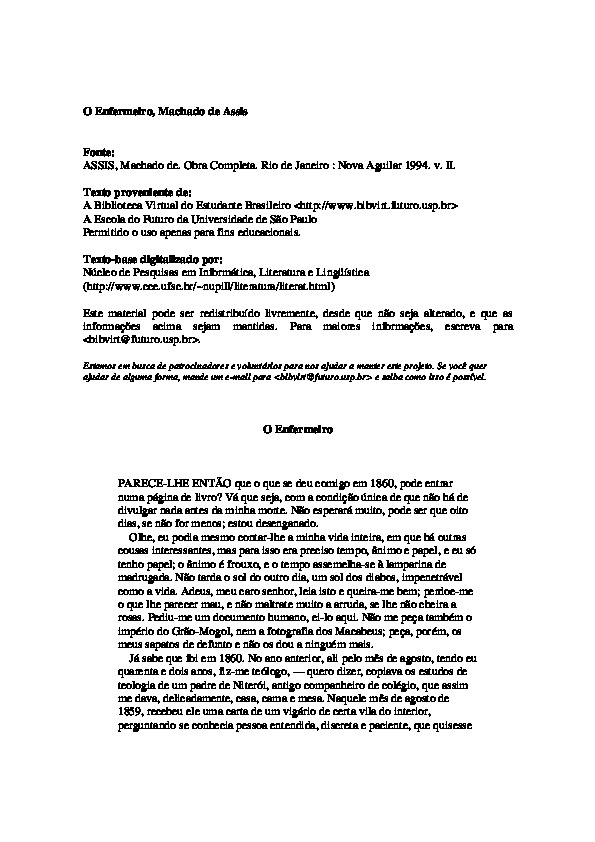 O Enfermeiro, Machado de Assis
Fonte:
ASSIS, Machado de. Obra Completa. Rio de Janeiro : Nova Aguilar 1994. v. II.
Texto proveniente de:
A Biblioteca Virtual do Estudante Brasileiro <http://www.bibvirt.futuro.usp.br>
A Escola do Futuro da Universidade de São Paulo
Permitido o uso apenas para fins educacionais.
Texto-base digitalizado por:
Núcleo de Pesquisas em Informática, Literatura e Lingüística
(http://www.cce.ufsc.br/~nupill/literatura/literat.html)
Este material pode ser redistribuído livremente, desde que não seja alterado, e que as
informações acima sejam mantidas. Para maiores informações, escreva para
<bibvirt@futuro.usp.br>.
Estamos em busca de patrocinadores e voluntários para nos ajudar a manter este projeto. Se você quer
ajudar de alguma forma, mande um e-mail para <bibvirt@futuro.usp.br> e saiba como isso é possível.
O Enfermeiro
PARECE-LHE ENTÃO que o que se deu comigo em 1860, pode entrar
numa página de livro? Vá que seja, com a condição única de que não há de
divulgar nada antes da minha morte. Não esperará muito, pode ser que oito
dias, se não for menos; estou desenganado.
Olhe, eu podia mesmo contar-lhe a minha vida inteira, em que há outras
cousas interessantes, mas para isso era preciso tempo, ânimo e papel, e eu só
tenho papel; o ânimo é frouxo, e o tempo assemelha-se à lamparina de
madrugada. Não tarda o sol do outro dia, um sol dos diabos, impenetrável
como a vida. Adeus, meu caro senhor, leia isto e queira-me bem; perdoe-me
o que lhe parecer mau, e não maltrate muito a arruda, se lhe não cheira a
rosas. Pediu-me um documento humano, ei-lo aqui. Não me peça também o
império do Grão-Mogol, nem a fotografia dos Macabeus; peça, porém, os
meus sapatos de defunto e não os dou a ninguém mais.
Já sabe que foi em 1860. No ano anterior, ali pelo mês de agosto, tendo eu
quarenta e dois anos, fiz-me teólogo, — quero dizer, copiava os estudos de
teologia de um padre de Niterói, antigo companheiro de colégio, que assim
me dava, delicadamente, casa, cama e mesa. Naquele mês de agosto de
1859, recebeu ele uma carta de um vigário de certa vila do interior,
perguntando se conhecia pessoa entendida, discreta e paciente, que quisesse